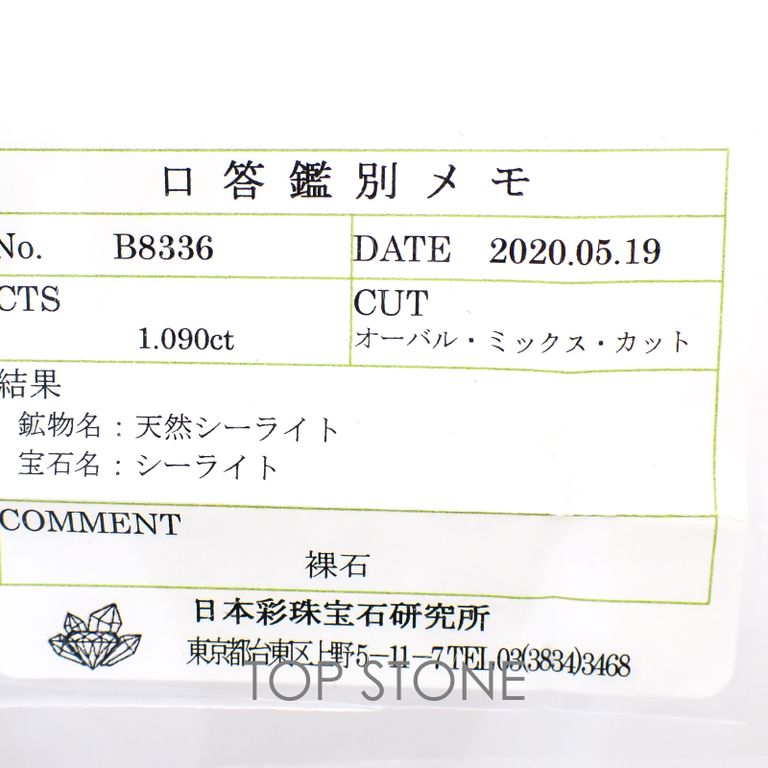 口答鑑別メモ
No. B8336 DATE 2020.05.19
CTS CUT
1.090ct オーバル・ミックス・カット
結果
鉱物名：天然シーライト
宝石名：シーライト
COMMENT
裸石
日本彩珠宝石研究所
東京都台東区上野5－11－7 TEL 03(3834)3468
TOP STONE